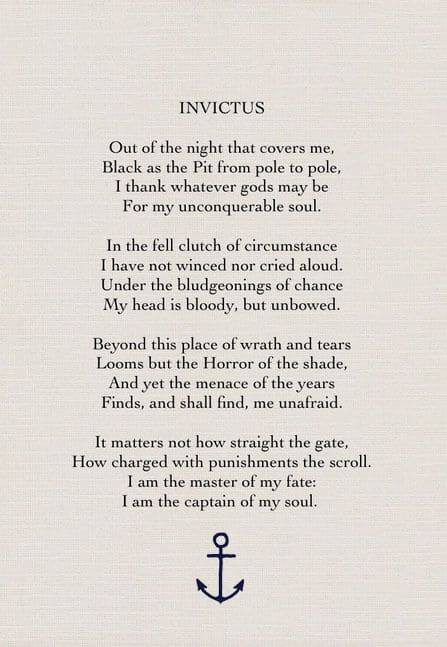 INVICTUS
Out of the night that covers me,
Black as the Pit from pole to pole,
I thank whatever gods may be
For my unconquerable soul.
In the fell clutch of circumstance
I have not winced nor cried aloud.
Under the bludgeonings of chance
My head is bloody, but unbowed.
Beyond this place of wrath and tears
Looms but the Horror of the shade,
And yet the menace of the years
Finds, and shall find, me unafraid.
It matters not how straight the gate,
How charged with punishments the scroll.
I am the master of my fate:
I am the captain of my soul.